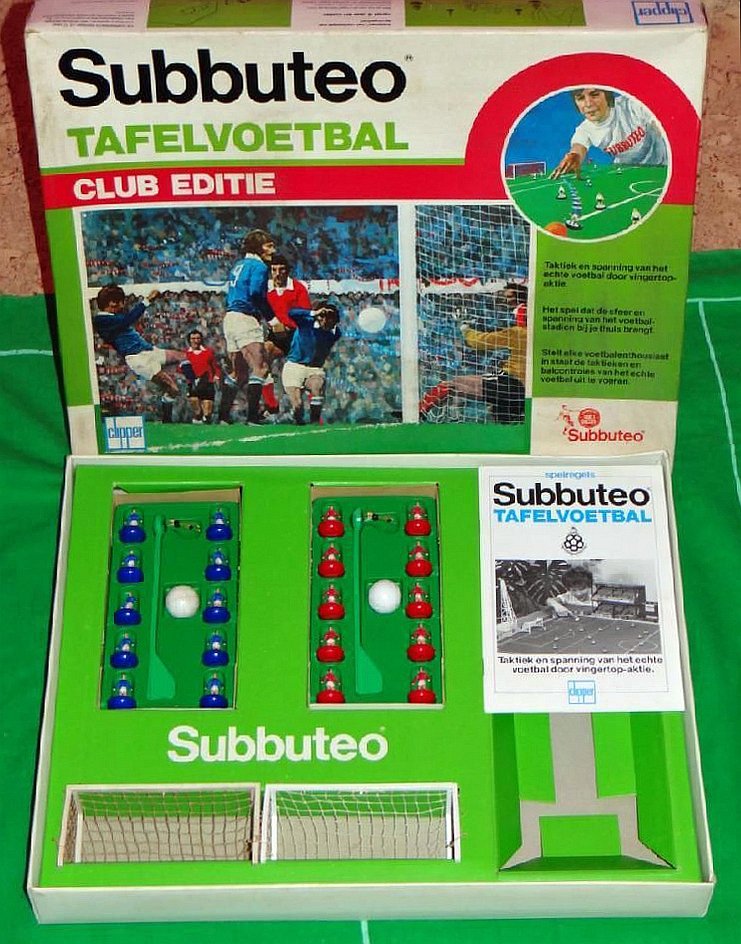 clipper
Subbuteo®
TAFELVOETBAL
CLUB EDITIE
SUBBUTEO
9
Taktiek en spanning van het
echte voetbal door vingertop-
aktie.
Het spel dat de sfeer en
spanning van het voetbal-
stadion bij je thuis brengt.
Stelt elke voetbalenthousiast
in staat de taktieken en
balcontroles van het echte
voetbal uit te voeren.
clipper
Subbuteo
spelregels
Subbuteo
TAFELVOETBAL
Taktiek en spanning van het echte
voetbal door vingertop-aktie.
clipper
Subbuteo®